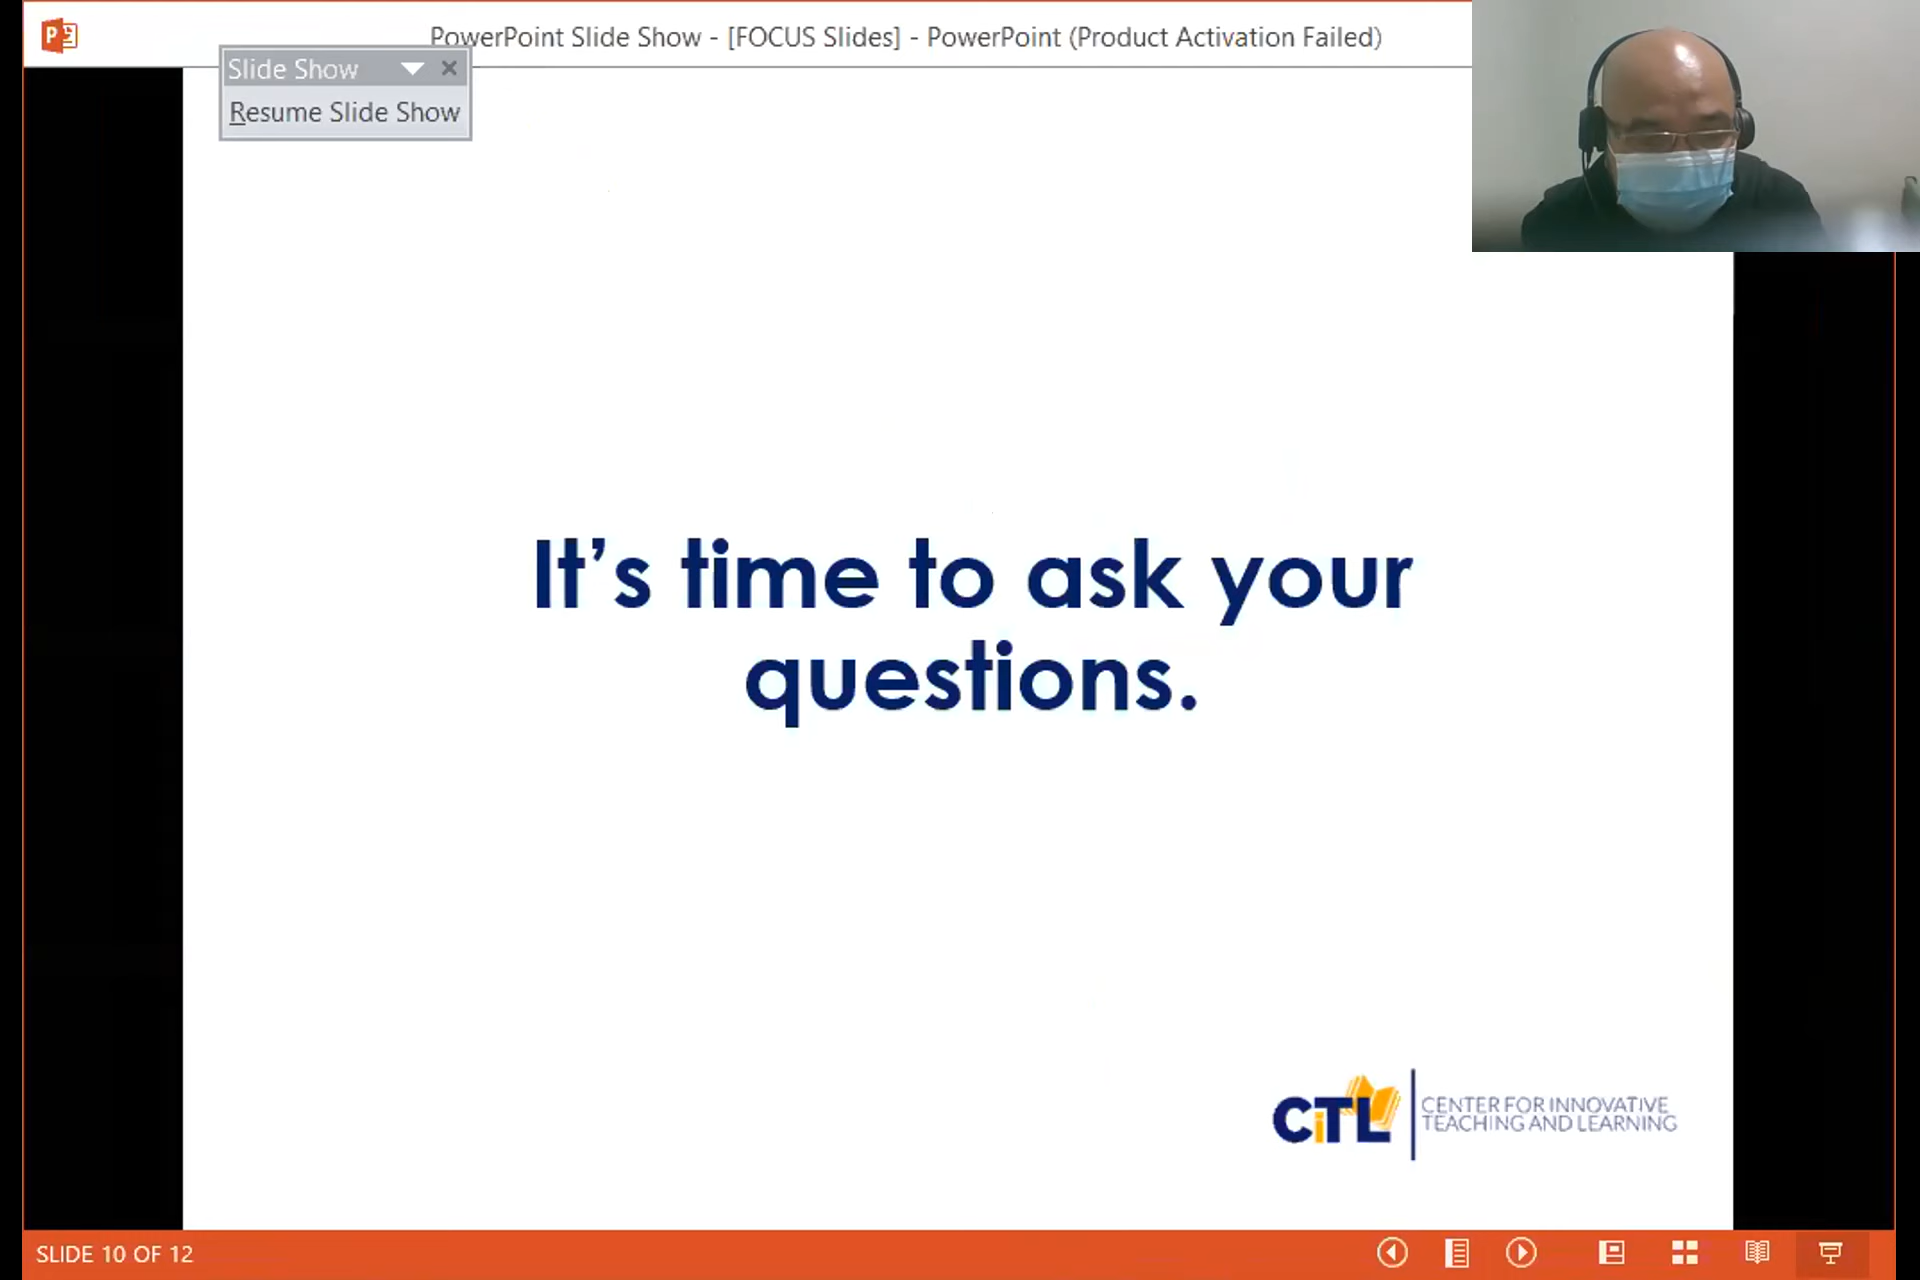 PowerPoint Slide Show - [FOCUS Slides] - PowerPoint (Product Activation Failed)
Slide Show
Resume Slide Show
It's time to ask your
questions.
CiTL
CENTER FOR INNOVATIVE
TEACHING AND LEARNING
SLIDE 10 OF 12